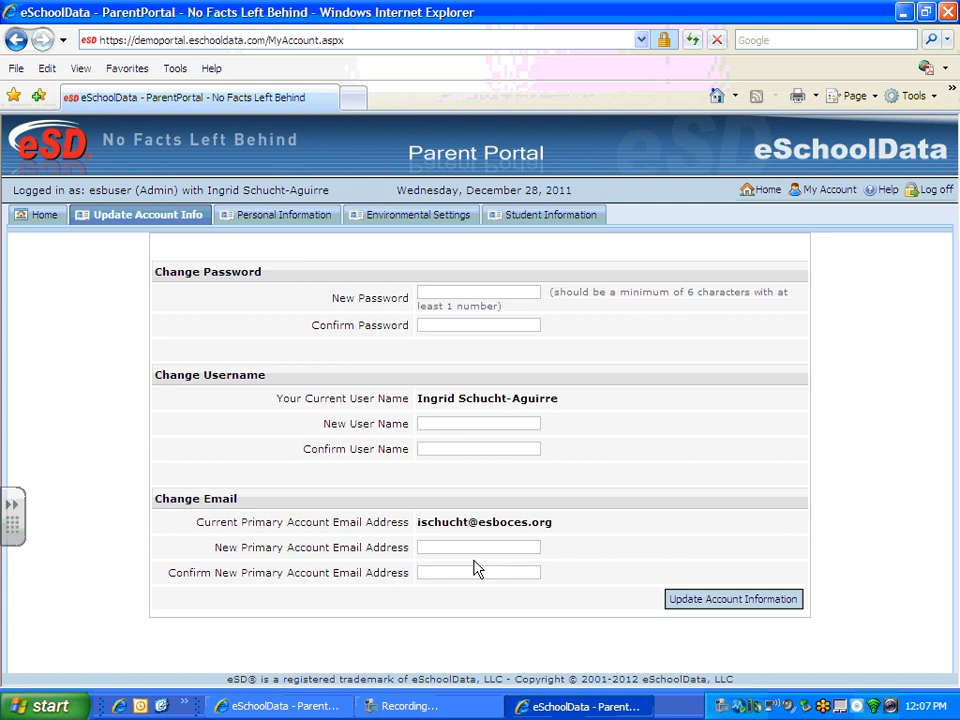 eSchoolData - ParentPortal - No Facts Left Behind - Windows Internet Explorer
eSD https://demoportal.eschooldata.com/MyAccount.aspx
Google
File Edit View Favorites Tools Help
eSD eSchoolData - ParentPortal - No Facts Left Behind
Page Tools
eSD No Facts Left Behind
Parent Portal
eSchoolData
Logged in as: esbuser (Admin) with Ingrid Schucht-Aguirre Wednesday, December 28, 2011 Home My Account Help Log off
Home Update Account Info Personal Information Environmental Settings Student Information
Change Password
New Password (should be a minimum of 6 characters with at
least 1 number)
Confirm Password
Change Username
Your Current User Name Ingrid Schucht-Aguirre
New User Name
Confirm User Name
Change Email
Current Primary Account Email Address ischucht@esboces.org
New Primary Account Email Address
Confirm New Primary Account Email Address
Update Account Information
eSD® is a registered trademark of eSchoolData, LLC - Copyright © 2001-2012 eSchoolData, LLC
start eSchoolData - Parent... Recording... eSchoolData - Parent... 12:07 PM